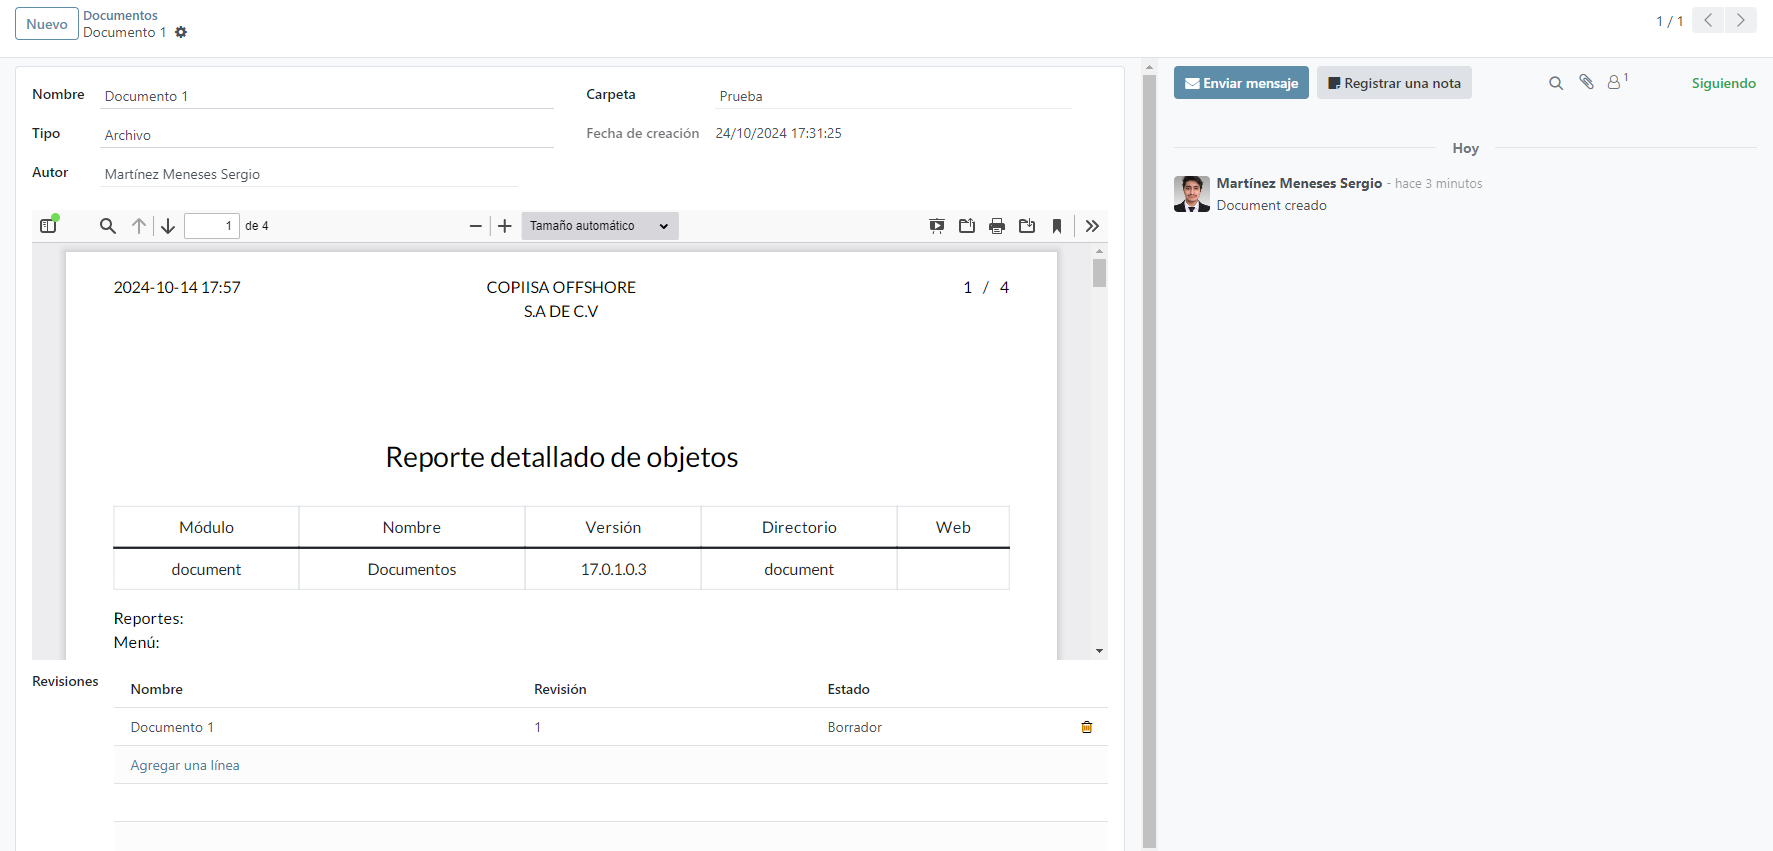 Nuevo
Documentos
Documento 1
1 / 1
Nombre
Documento 1
Carpeta
Prueba
Tipo
Archivo
Fecha de creación
24/10/2024 17:31:25
Autor
Martínez Meneses Sergio
1
de 4
Tamaño automático
2024-10-14 17:57
COPIISA OFFSHORE
S.A DE C.V
1 / 4
Reporte detallado de objetos
Módulo Nombre Versión Directorio Web
document Documentos 17.0.1.0.3 document
Reportes:
Menú:
Revisiones
Nombre Revisión Estado
Documento 1 1 Borrador
Agregar una línea
Enviar mensaje
Registrar una nota
1
Siguiendo
Hoy
Martínez Meneses Sergio - hace 3 minutos
Document creado